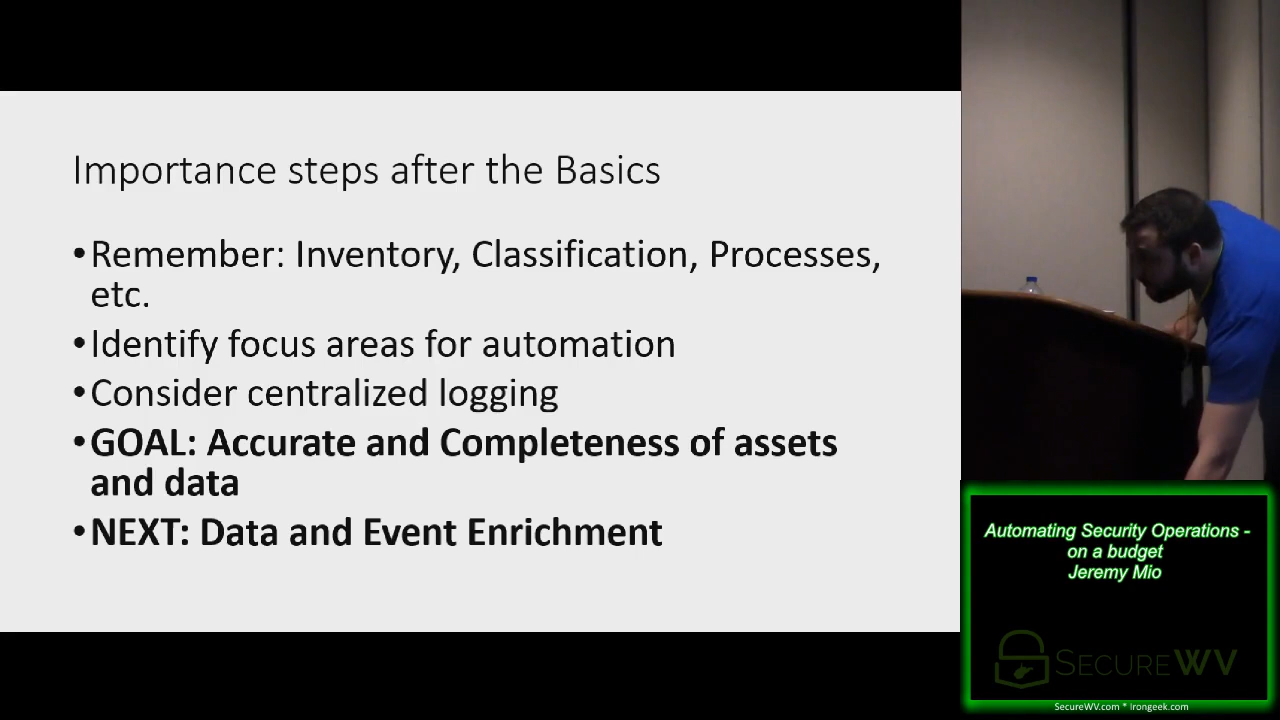 Importance steps after the Basics
•Remember: Inventory, Classification, Processes,
etc.
•Identify focus areas for automation
•Consider centralized logging
•GOAL: Accurate and Completeness of assets
and data
•NEXT: Data and Event Enrichment
Automating Security Operations -
on a budget
Jeremy Mio
SECUREWV
SecureWV.com * Irongeek.com